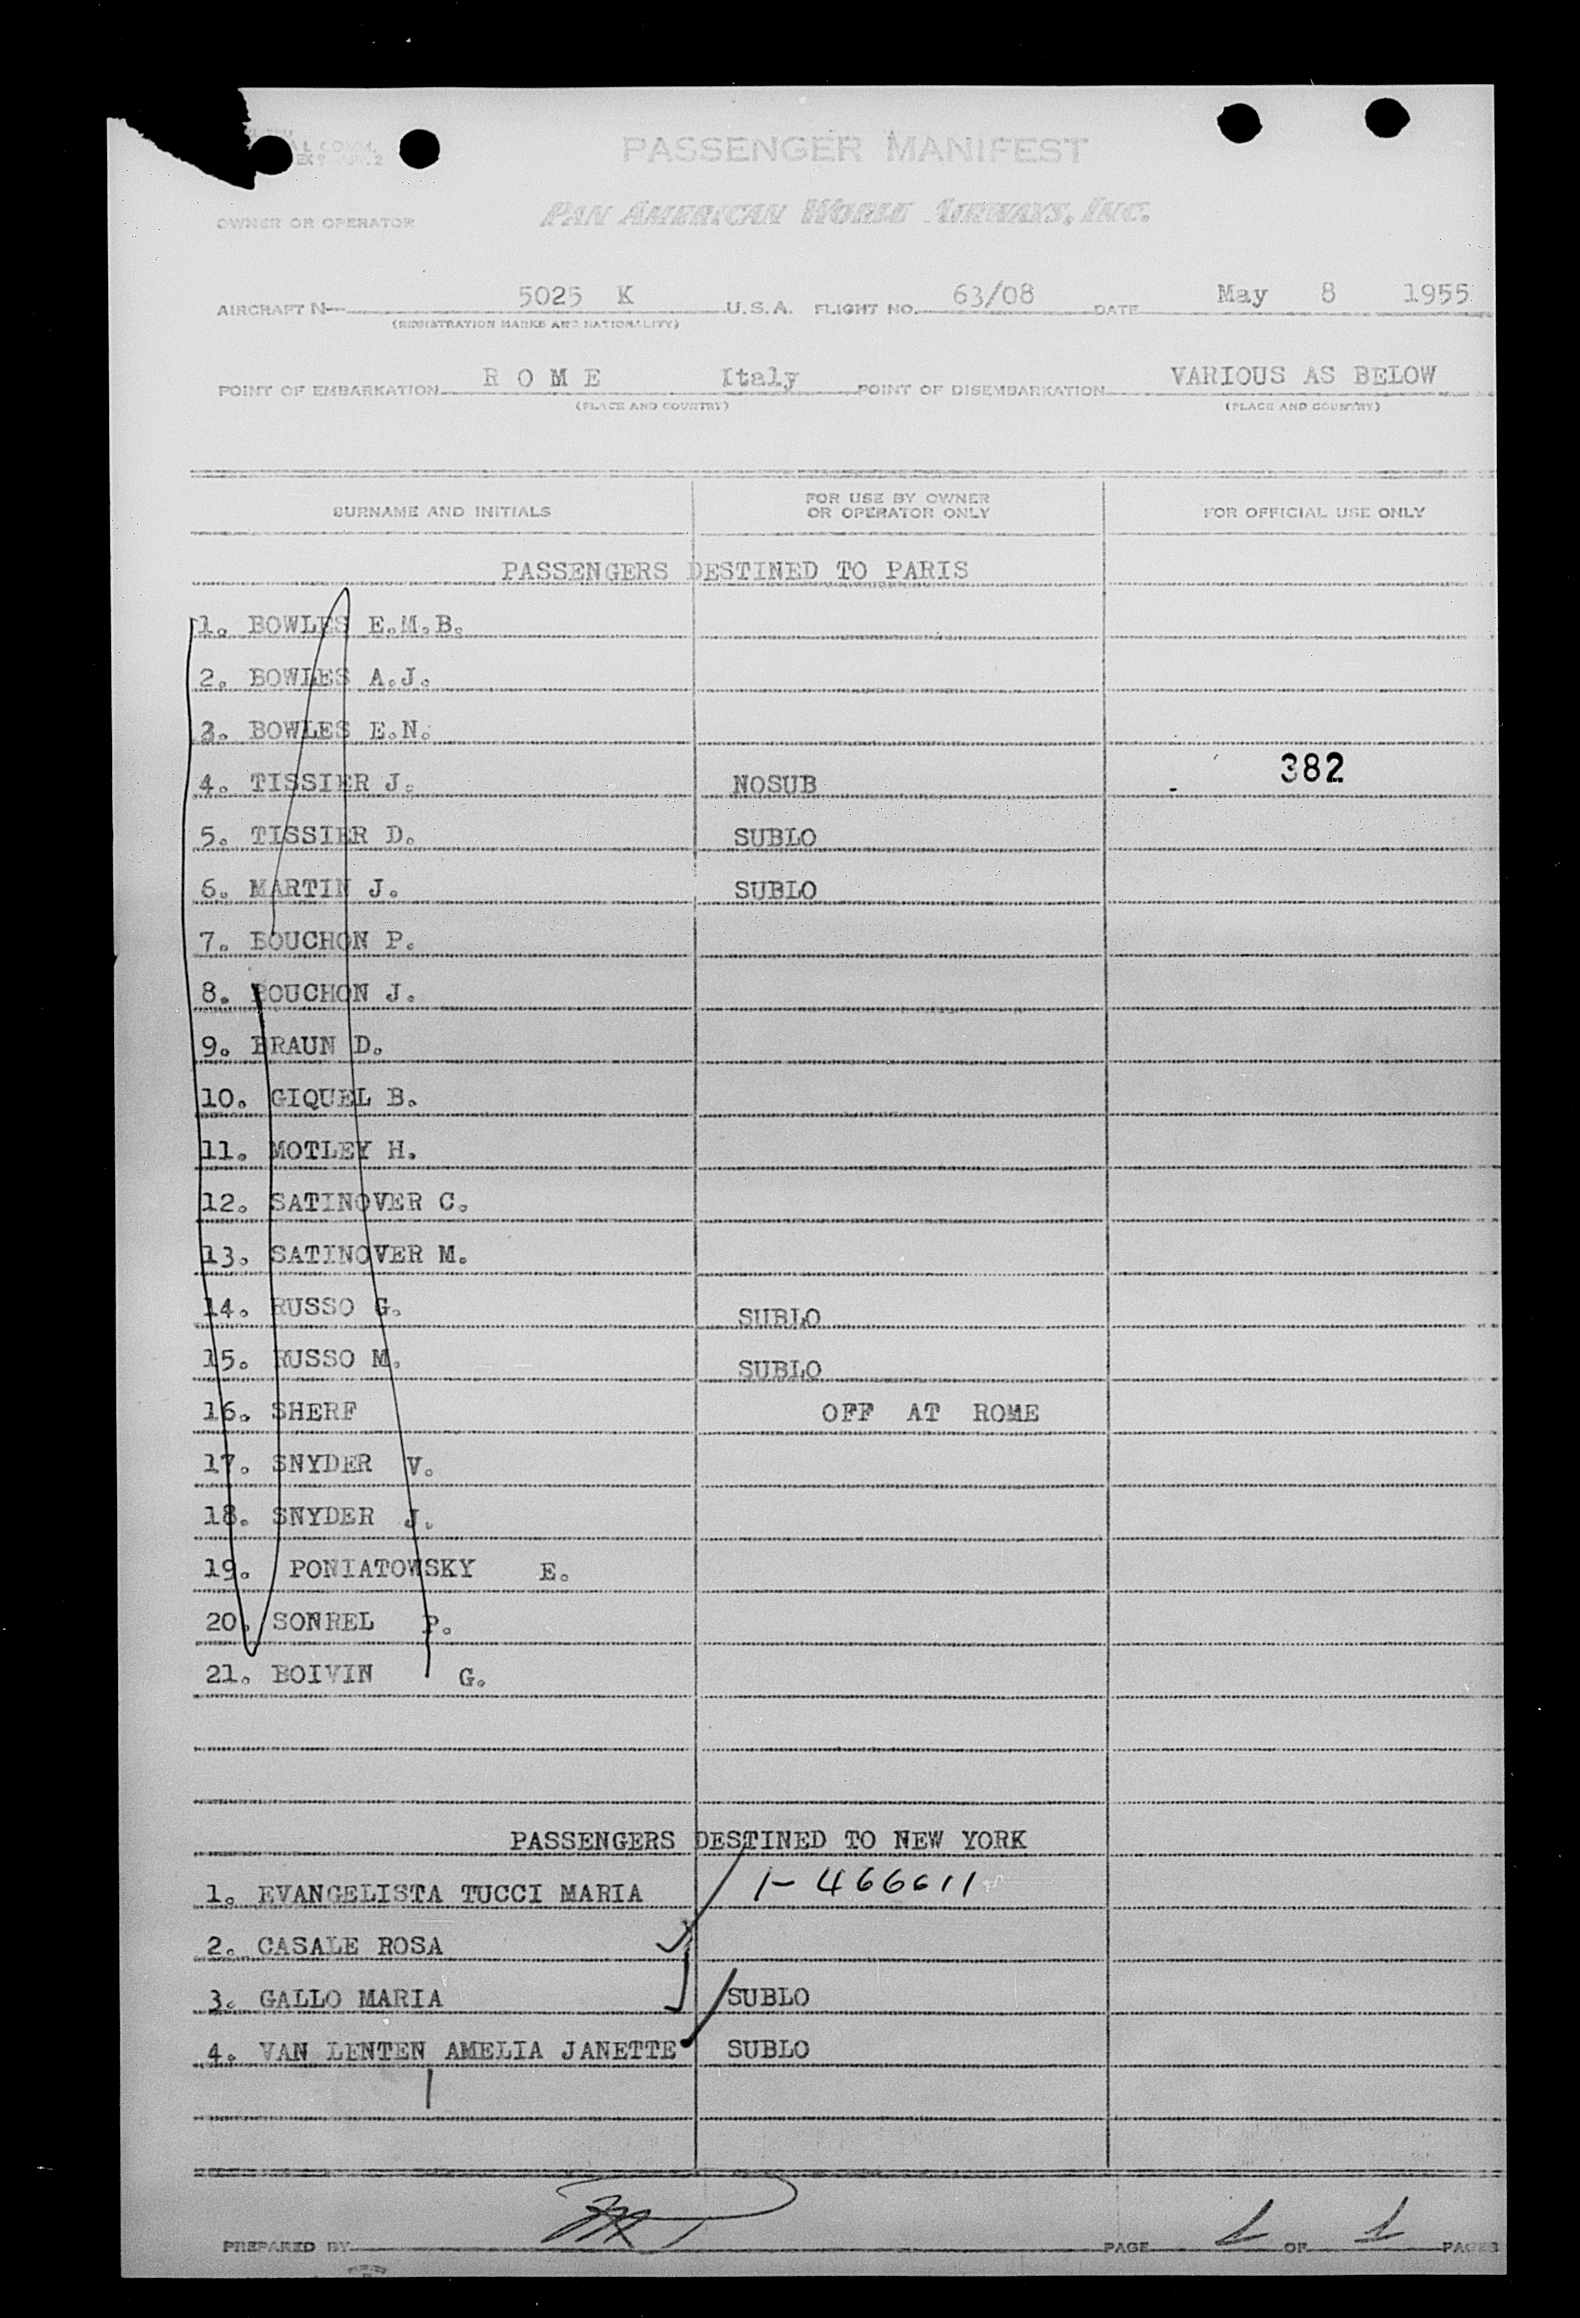 PASSENGER MANIFEST
OWNER OR OPERATOR PAN AMERICAN WORLD AIRWAYS, INC.
AIRCRAFT N 5025 K U.S.A. FLIGHT NO. 63/08 DATE May 8 1955
(REGISTRATION MARKS AND NATIONALITY)
POINT OF EMBARKATION R O M E Italy POINT OF DISEMBARKATION VARIOUS AS BELOW
(PLACE AND COUNTRY) (PLACE AND COUNTRY)
SURNAME AND INITIALS FOR USE BY OWNER OR OPERATOR ONLY FOR OFFICIAL USE ONLY
PASSENGERS DESTINED TO PARIS
1. BOWLES E.M.B.
2. BOWLES A.J.
3. BOWLES E.N.
382
4. TISSIER J. NOSUB
5. TISSIER D. SUBLO
6. MARTIN J. SUBLO
7. BOUCHON P.
8. BOUCHON J.
9. BRAUN D.
10. GIQUEL B.
11. MOTLEY H.
12. SATINOVER C.
13. SATINOVER M.
14. RUSSO G. SUBLO
15. RUSSO M. SUBLO
16. SHERF OFF AT ROME
17. SNYDER V.
18. SNYDER J.
19. PONIATOWSKY E.
20. SONREL P.
21. BOIVIN G.
PASSENGERS DESTINED TO NEW YORK
1. EVANGELISTA TUCCI MARIA 1-466611
2. CASALE ROSA
3. GALLO MARIA SUBLO
4. VAN LENTEN AMELIA JANETTE SUBLO
PREPARED BY PAGE 1 OF 1 PAGES